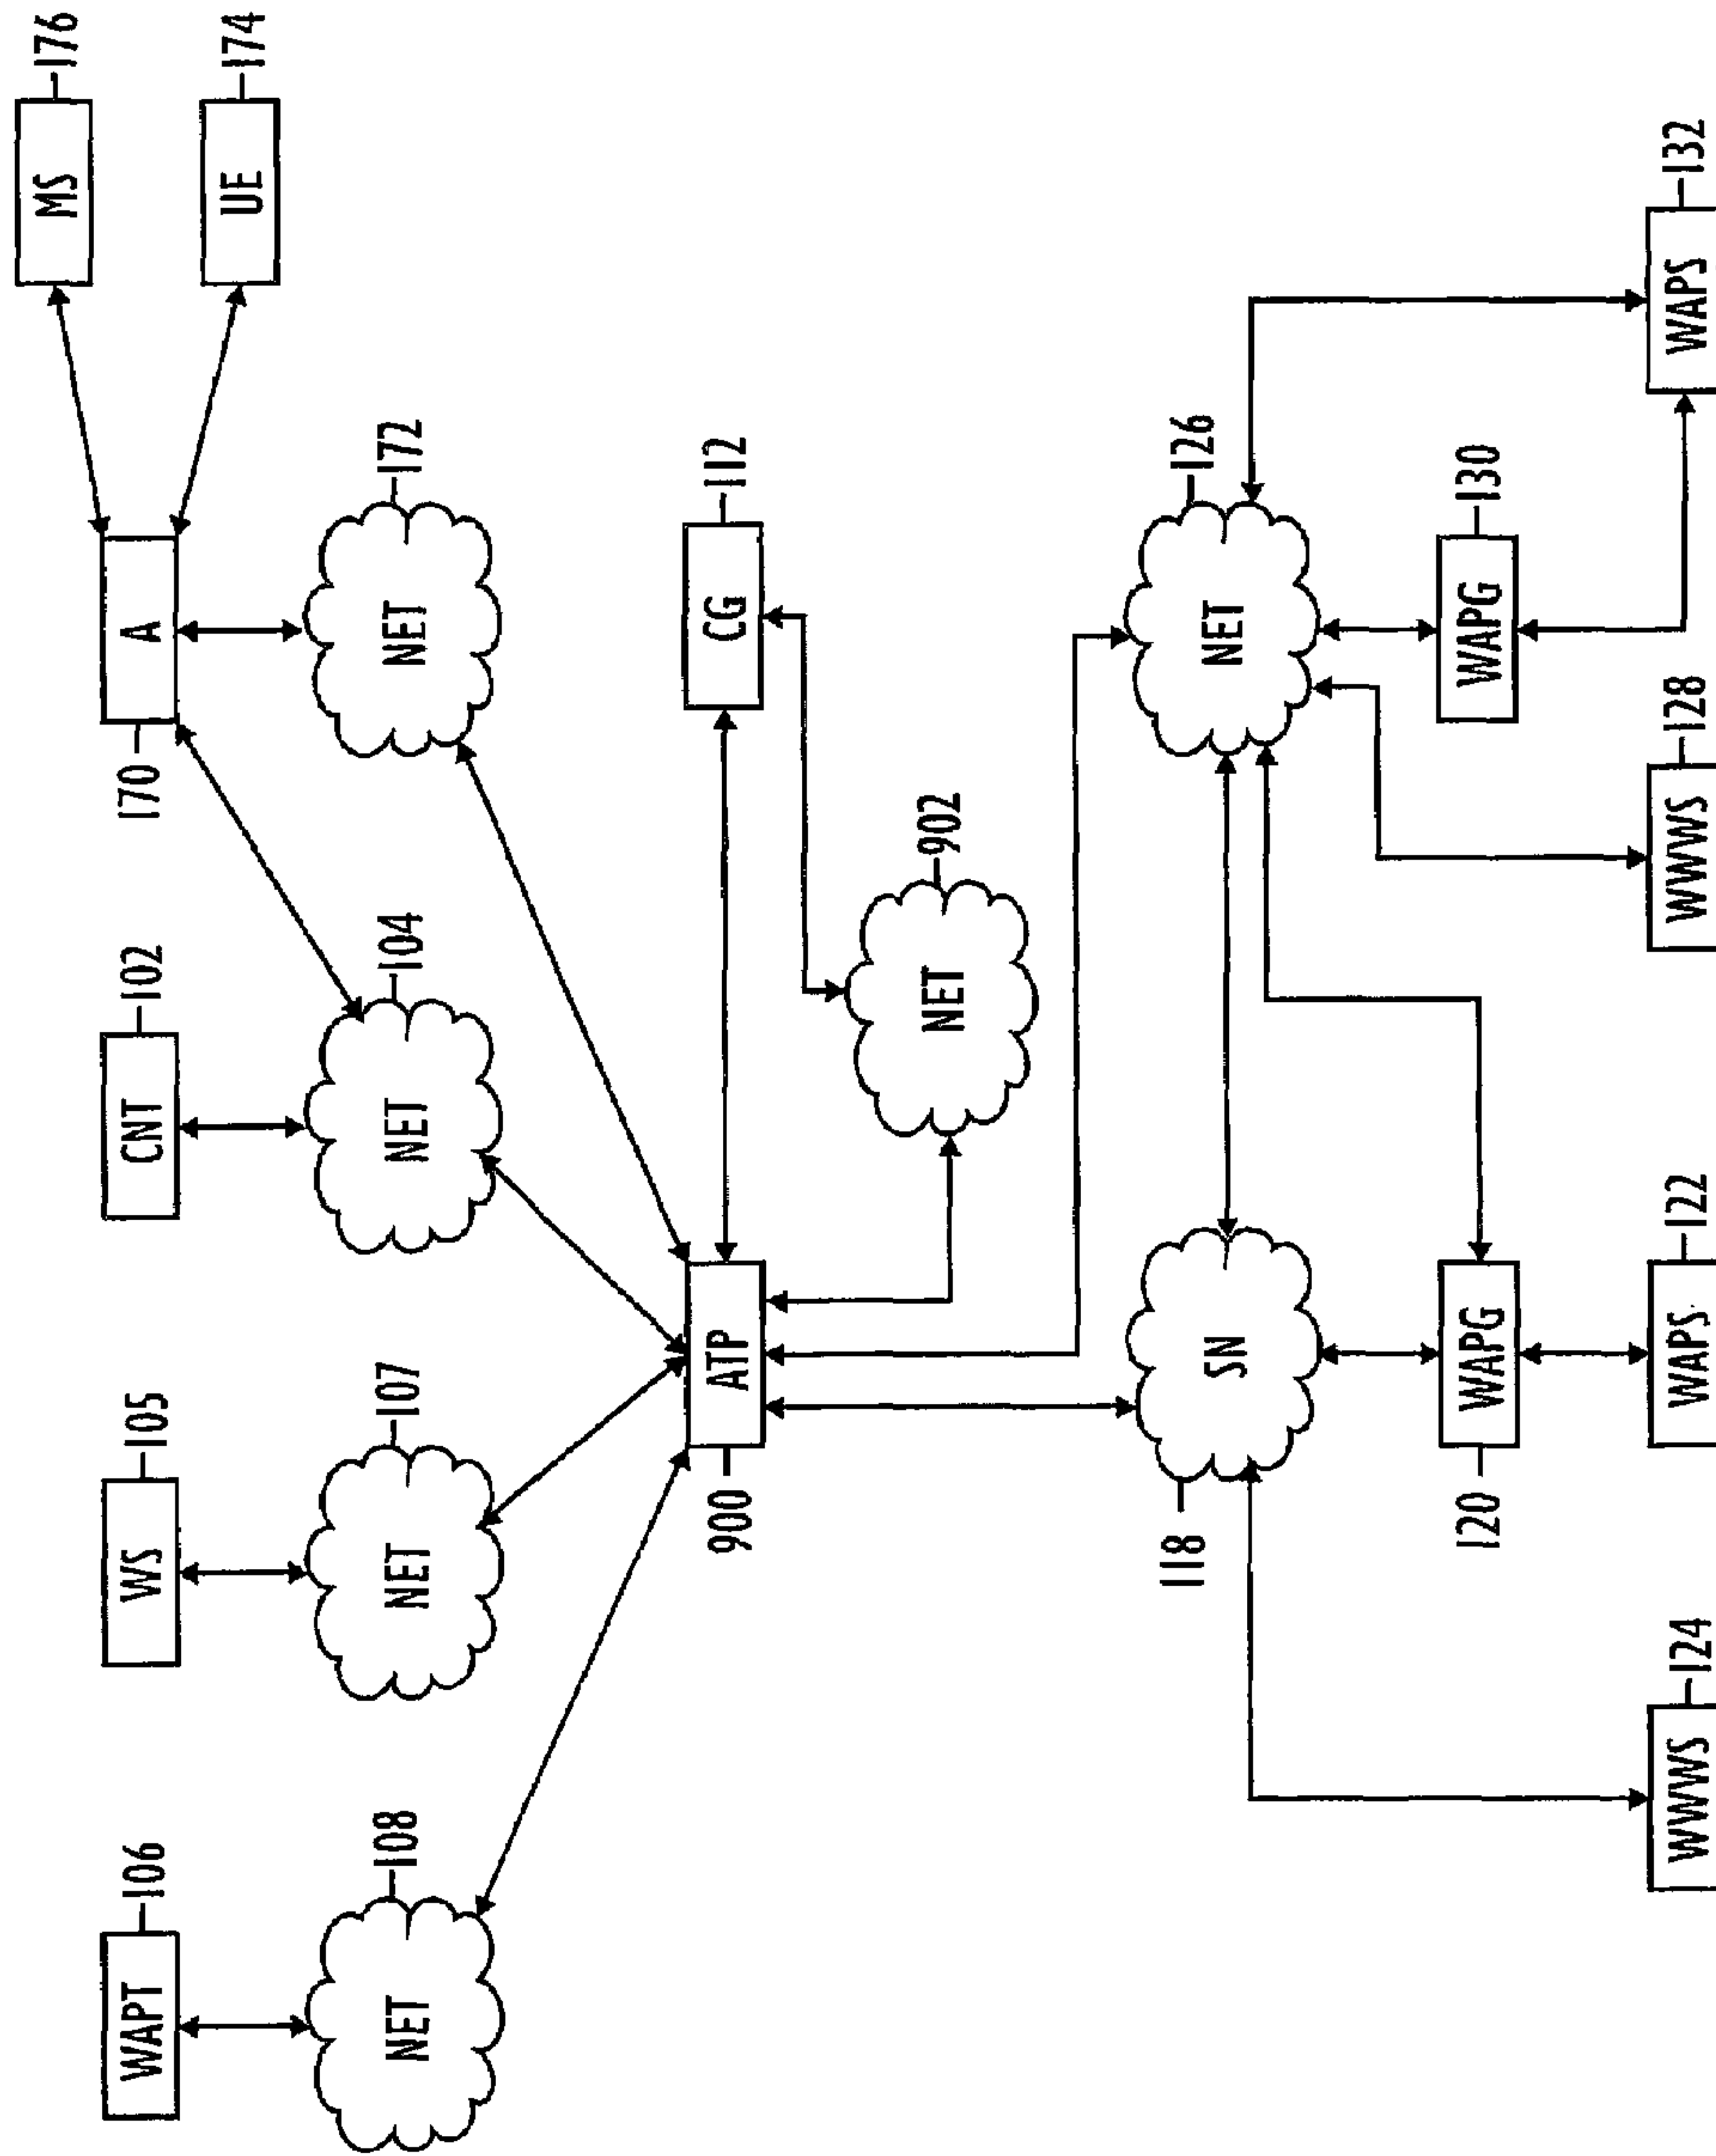 WAPT
106
WS
105
CNT
102
A
170
MS
176
UE
174
NET
108
NET
107
NET
104
NET
172
ATP
900
CG
112
NET
902
SN
118
NET
126
WAPG
120
WAPG
130
WWWS
124
WAPS
122
WWWS
128
WAPS
132